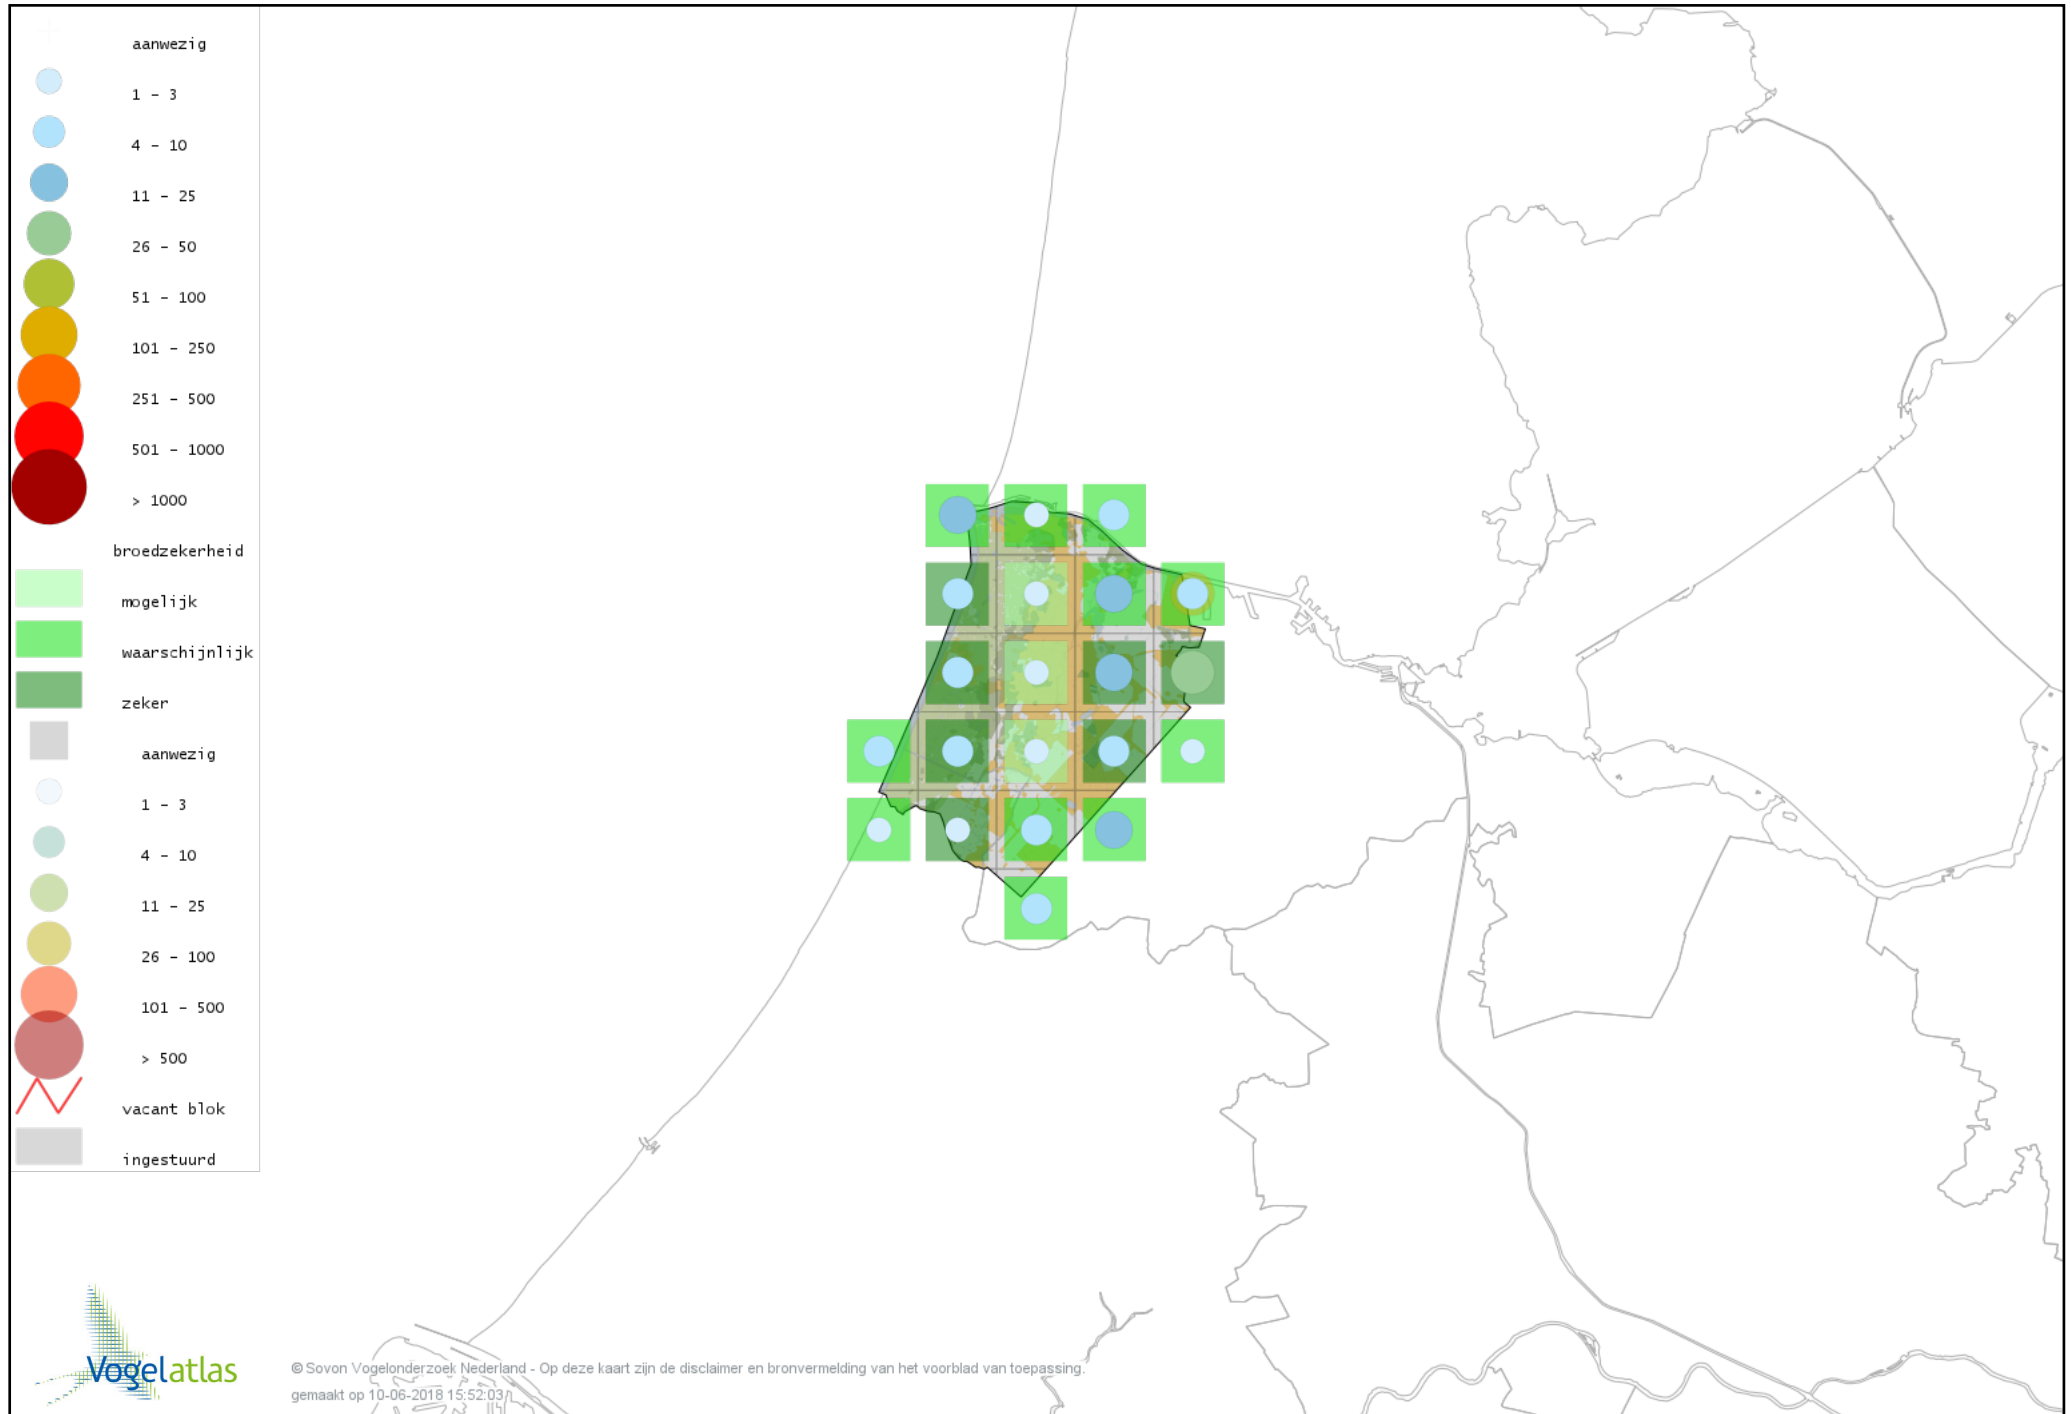 aanwezig
1 - 3
4 - 10
11 - 25
26 - 50
51 - 100
101 - 250
251 - 500
501 - 1000
> 1000
broedzekerheid
mogelijk
waarschijnlijk
zeker
aanwezig
1 - 3
4 - 10
11 - 25
26 - 100
101 - 500
> 500
vacant blok
ingestuurd
Vogelatlas
© Sovon Vogelonderzoek Nederland - Op deze kaart zijn de disclaimer en bronvermelding van het voorblad van toepassing.
gemaakt op 10-06-2018 15:52:03